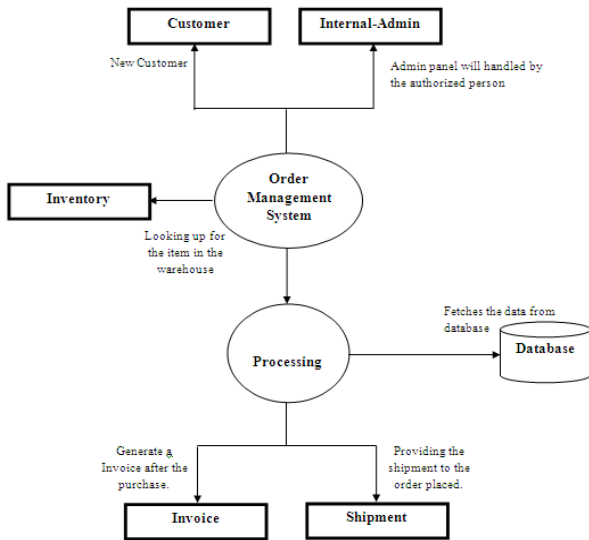 Customer
Internal-Admin
New Customer
Admin panel will handled by
the authorized person
Order
Management
System
Inventory
Looking up for
the item in the
warehouse
Fetches the data from
database
Database
Processing
Generate a
Invoice after the
purchase.
Providing the
shipment to the
order placed.
Invoice
Shipment